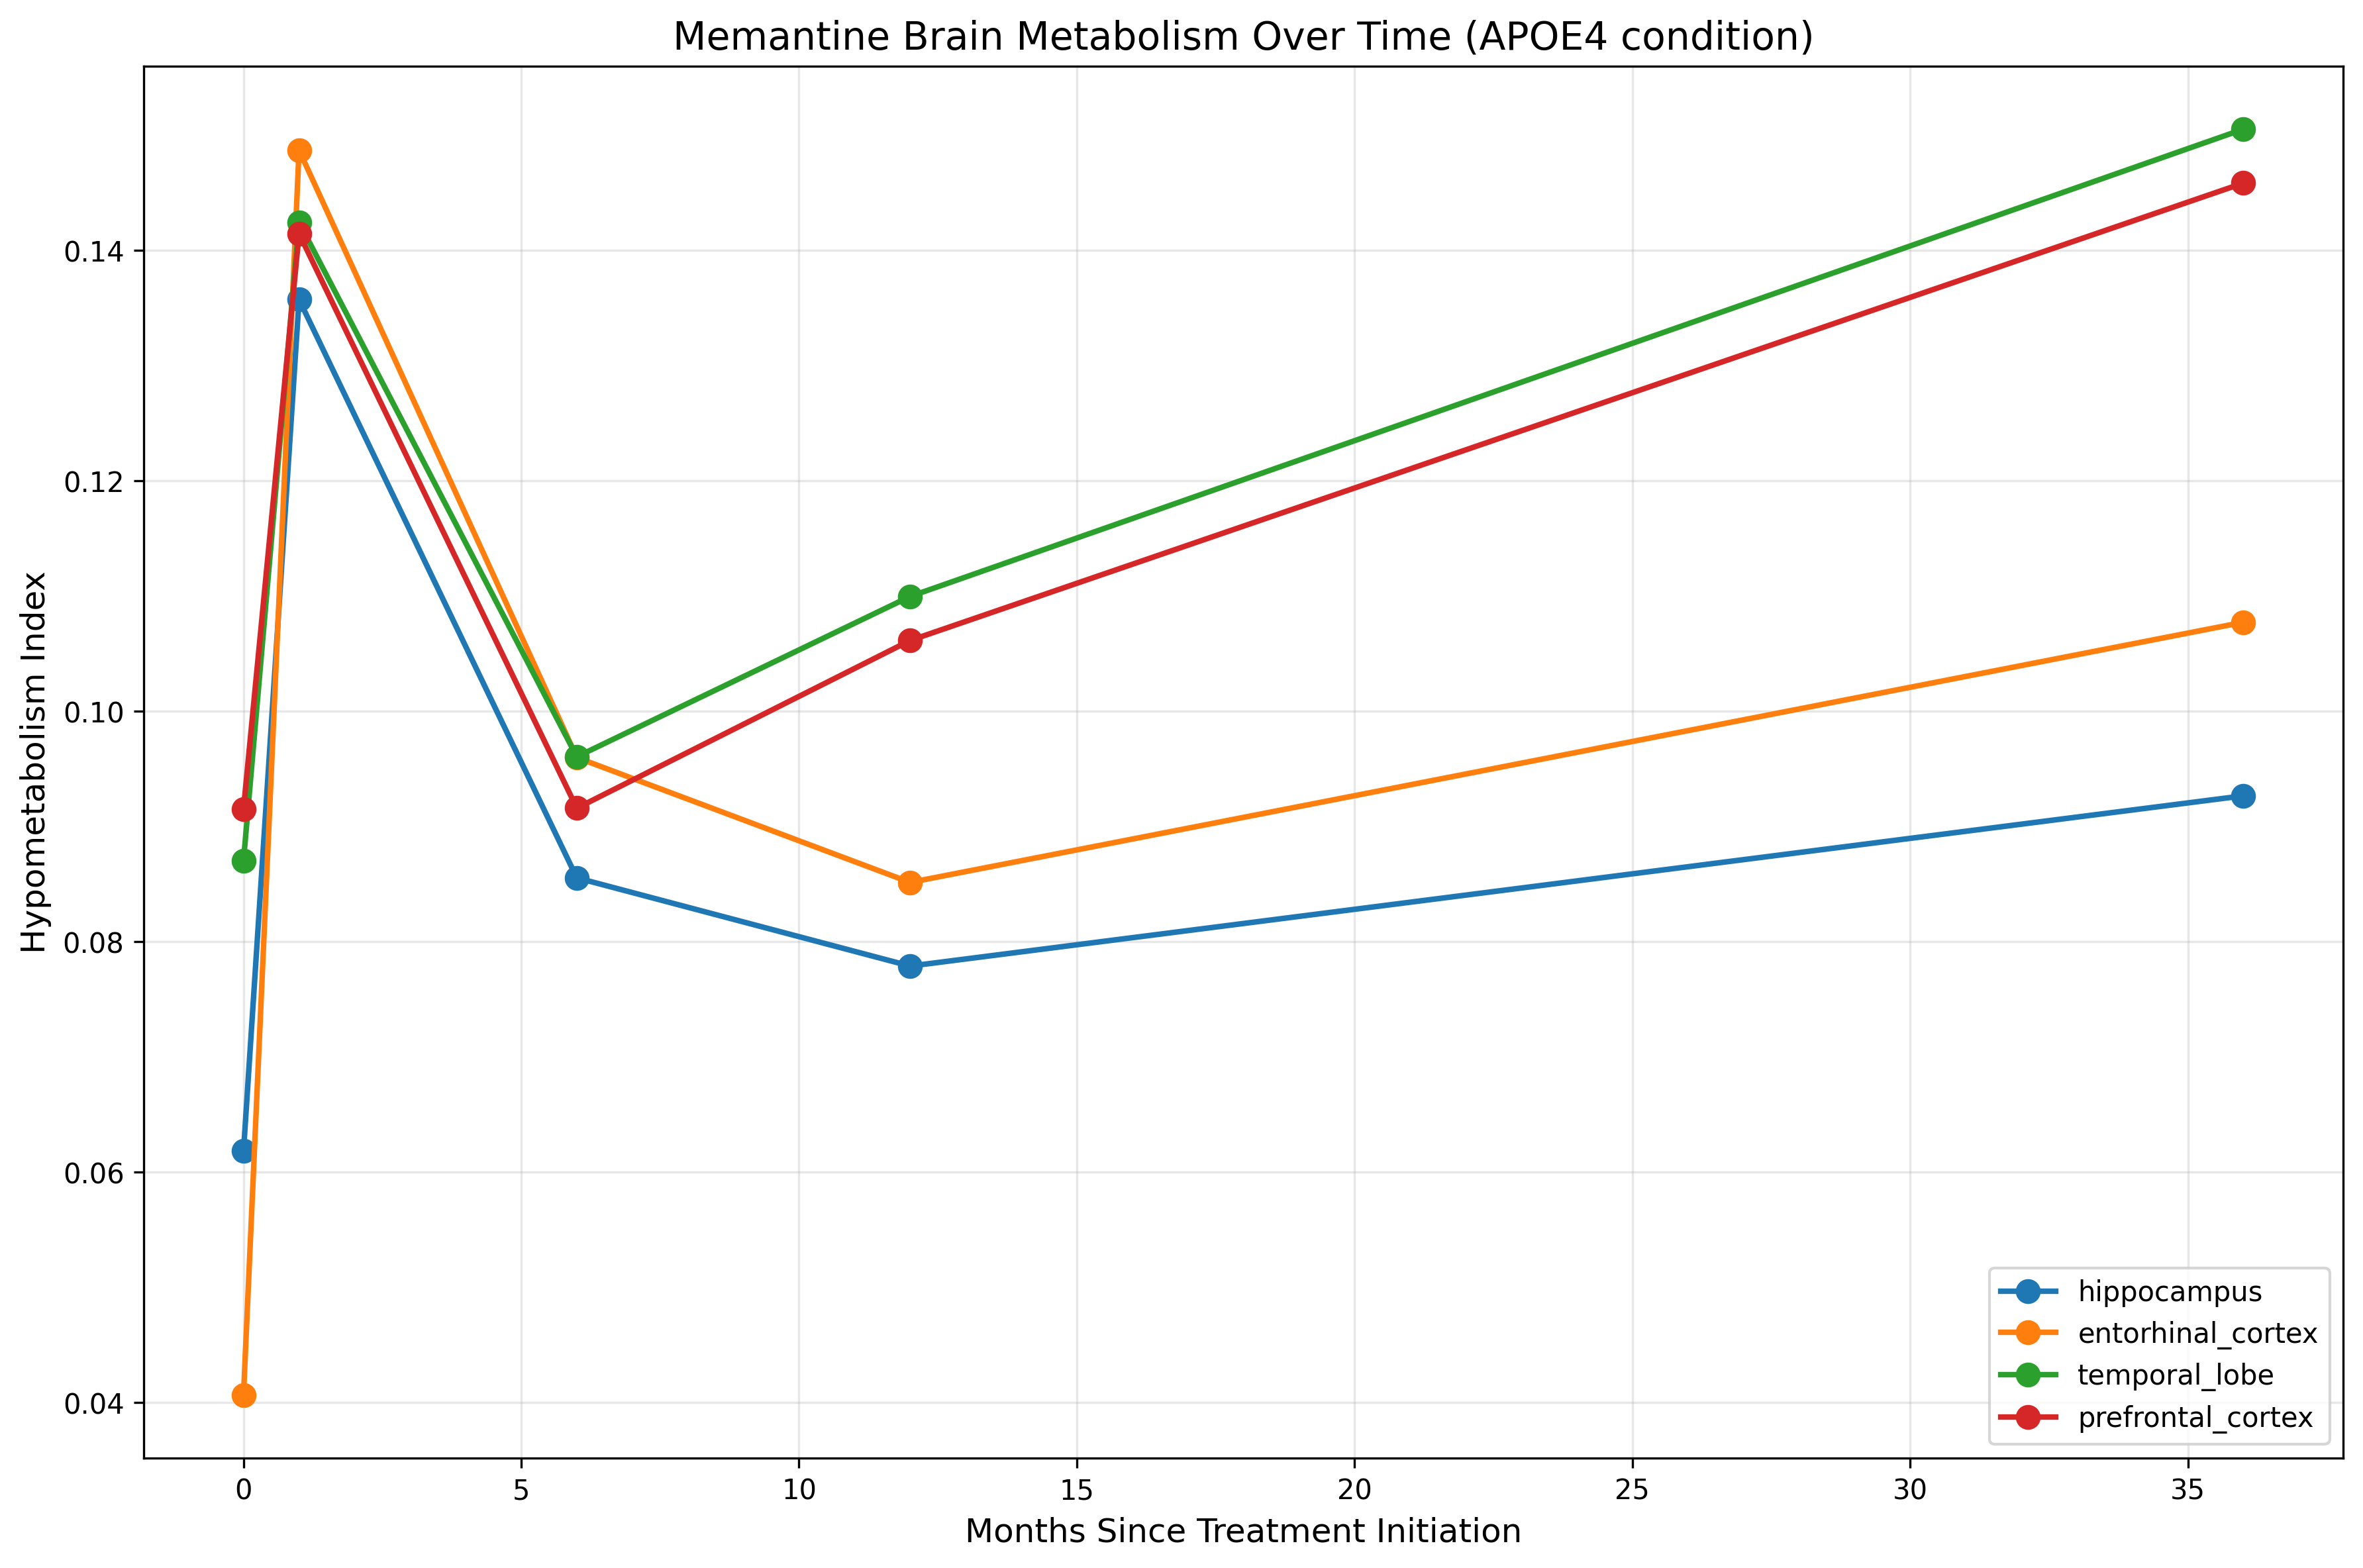 Memantine Brain Metabolism Over Time (APOE4 condition)
Hypometabolism Index
0.14
0.12
0.10
0.08
0.06
0.04
0 5 10 15 20 25 30 35
Months Since Treatment Initiation
hippocampus
entorhinal_cortex
temporal_lobe
prefrontal_cortex